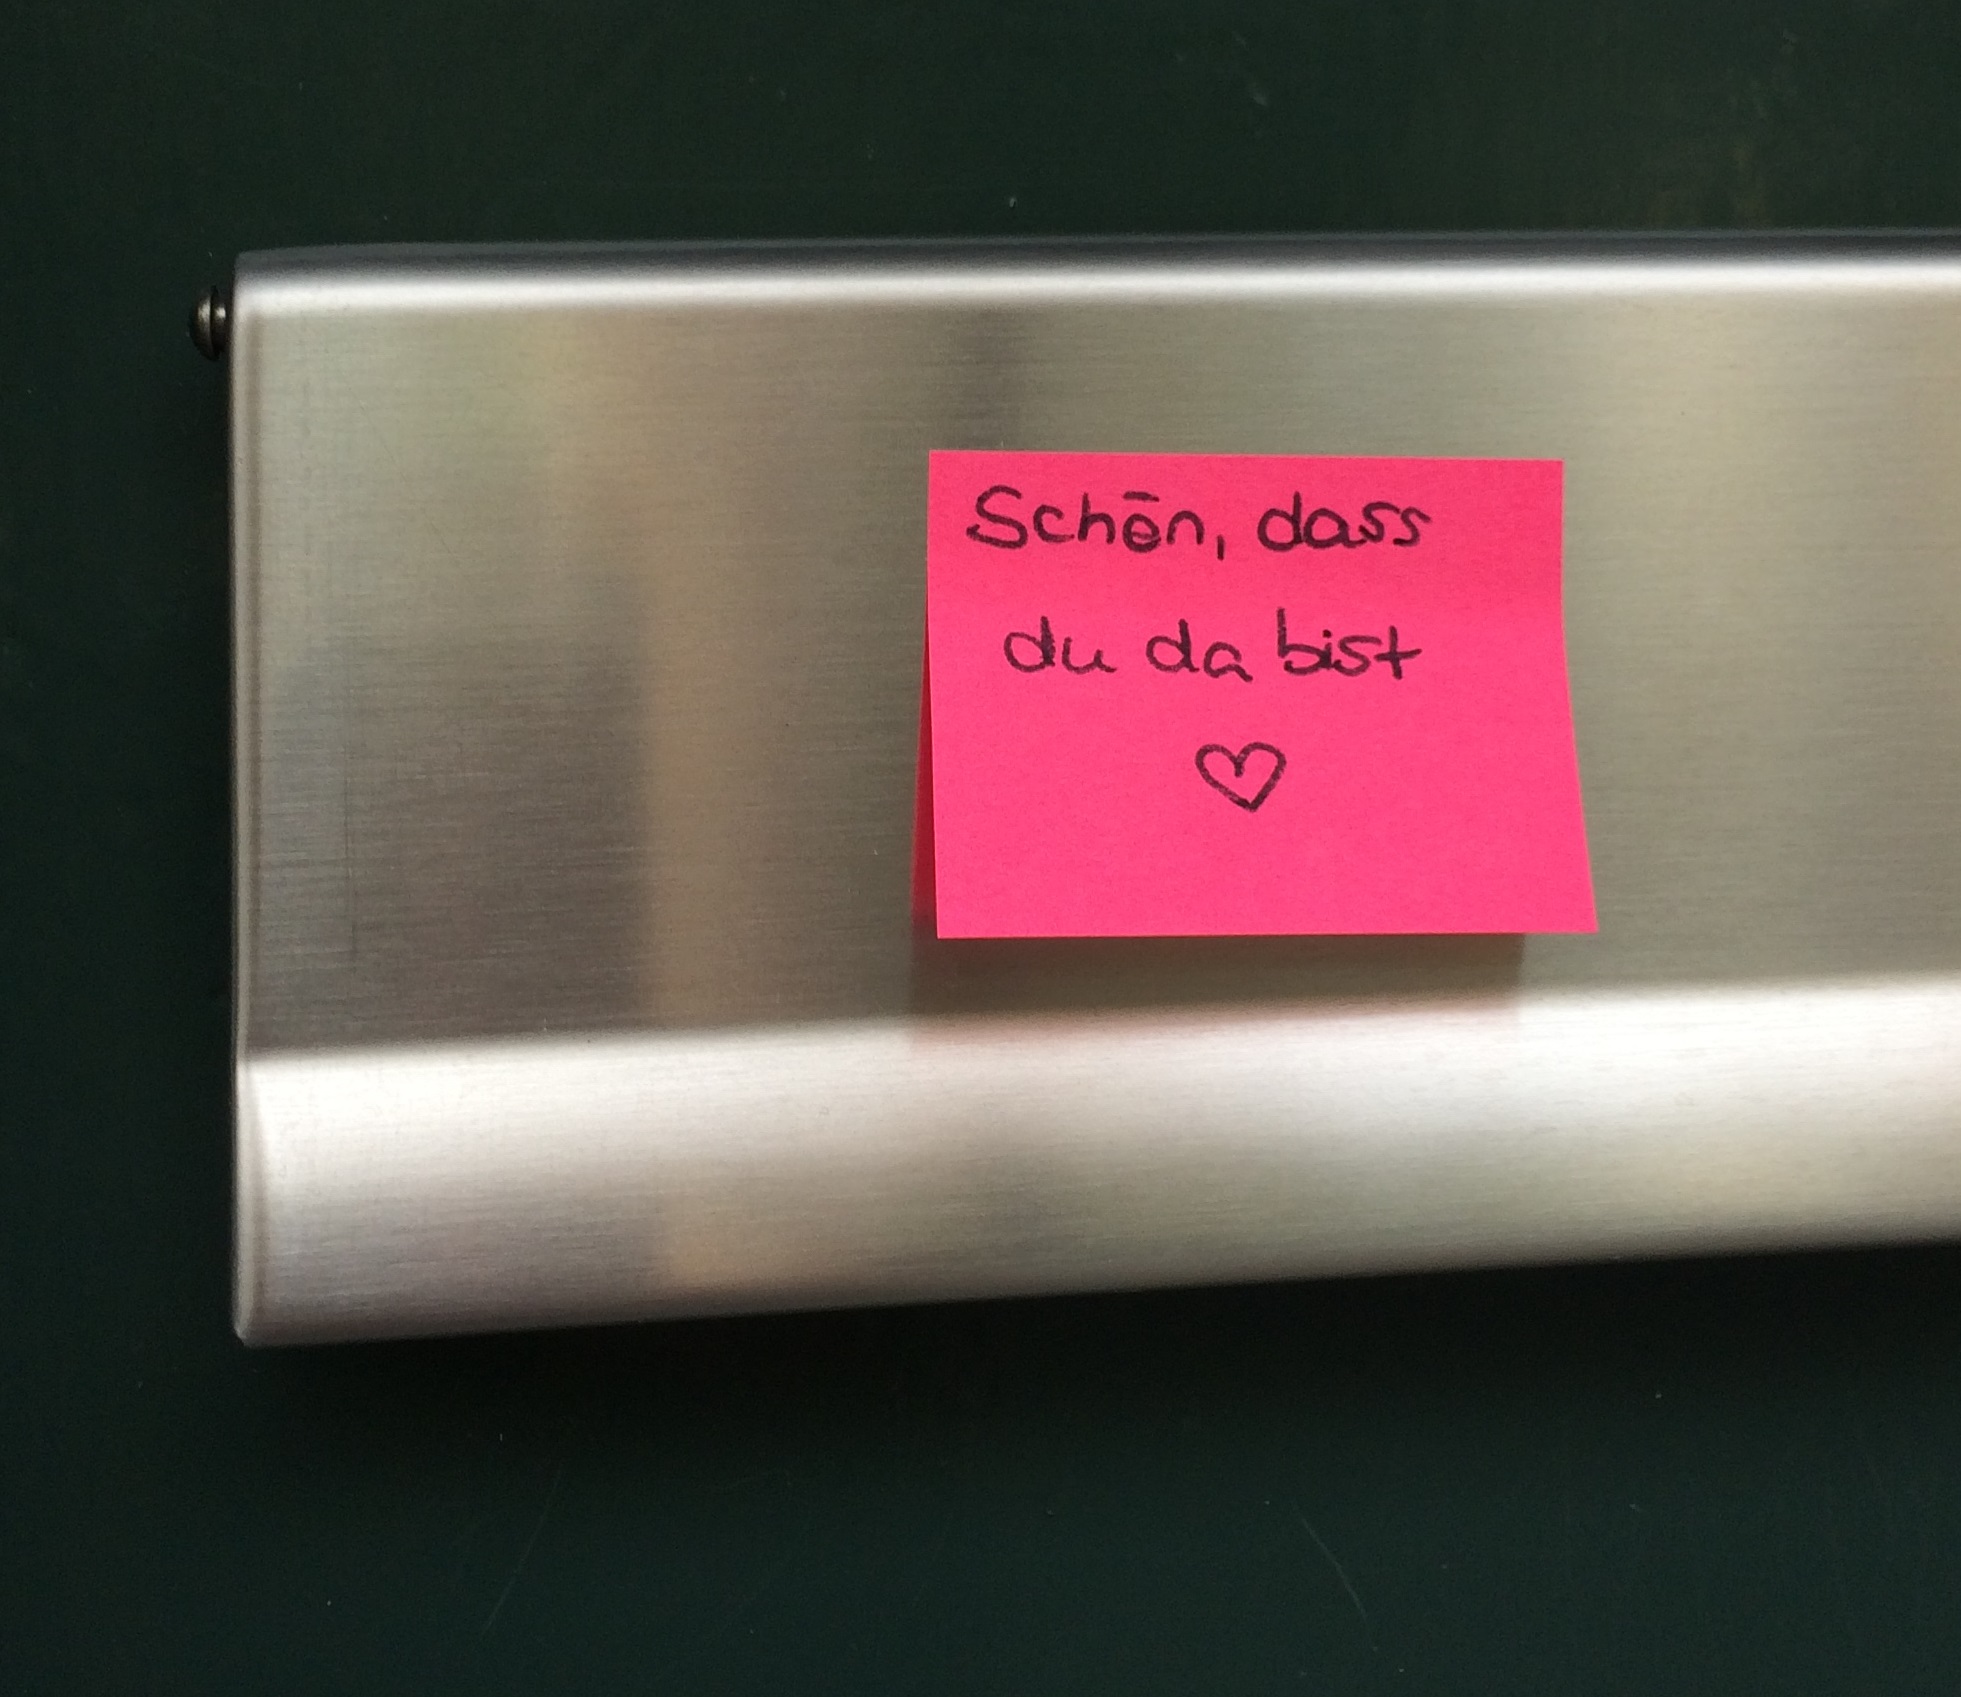 Schön, dass
du da bist
♡